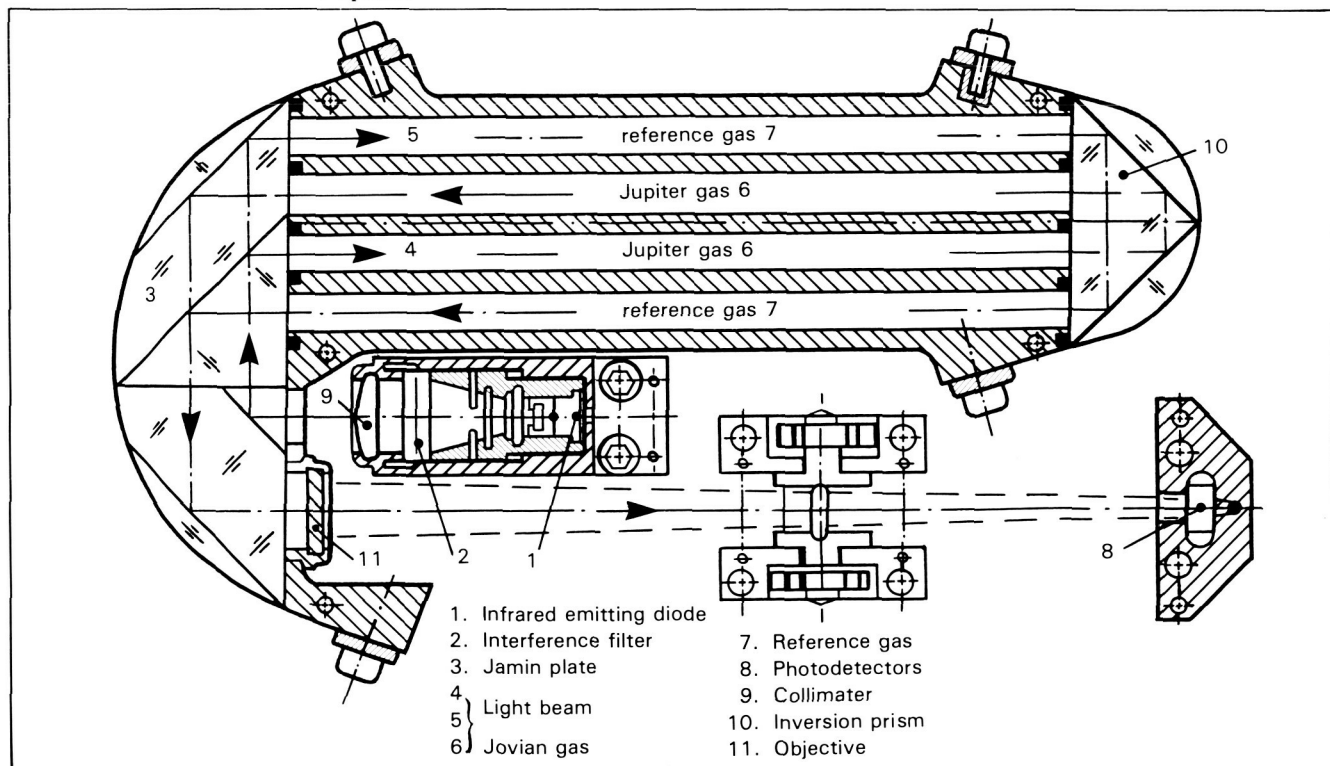 5 reference gas 7
10
Jupiter gas 6
4 Jupiter gas 6
3
reference gas 7
9
11 2 1 8
1. Infrared emitting diode
2. Interference filter
3. Jamin plate
4
5 } Light beam
6 Jovian gas
7. Reference gas
8. Photodetectors
9. Collimater
10. Inversion prism
11. Objective